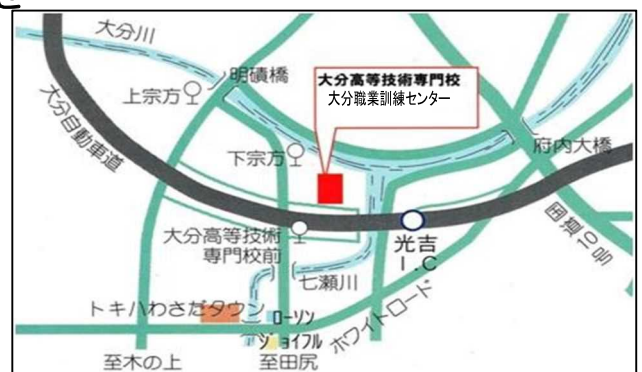 大分川
明磧橋
上宗方
大分高等技術専門校
大分職業訓練センター
大分自動車道
下宗方
府内大橋
国道10号
大分高等技術
専門校前
光吉
I.C
七瀬川
トキハわさだタウン
ローソン
ジョイフル
ホワイトロード
至木の上
至田尻